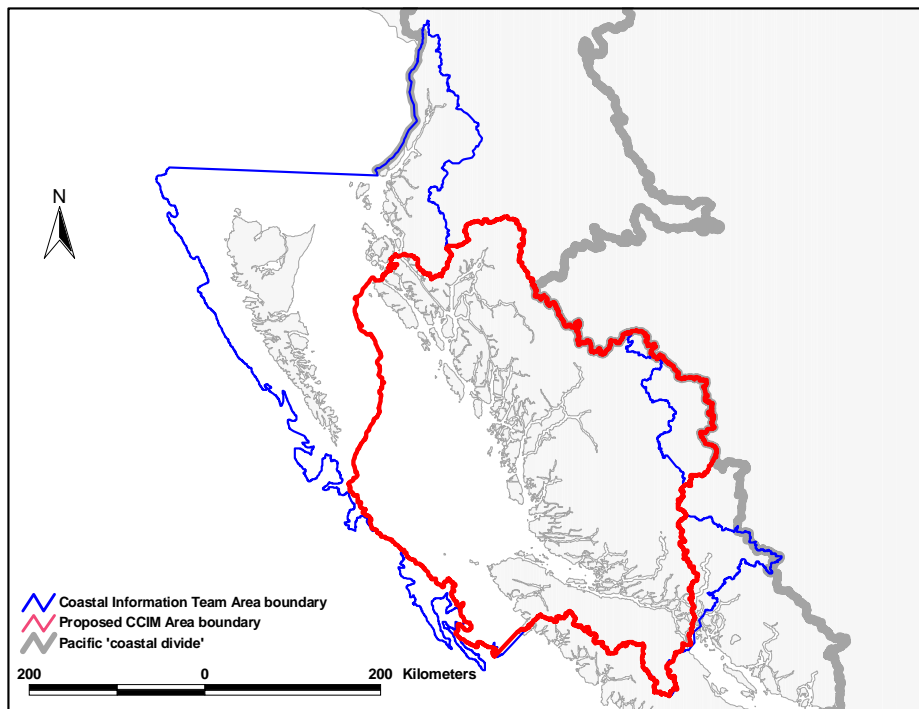 N
Coastal Information Team Area boundary
Proposed CCIM Area boundary
Pacific 'coastal divide'
200 0 200 Kilometers